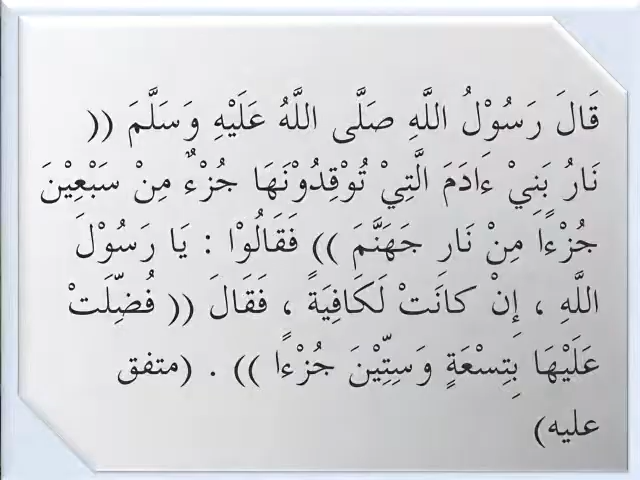 قَالَ رَسُوْلُ اللَّهِ صَلَّى اللَّهُ عَلَيْهِ وَسَلَّمَ ((
نَارُ بَنِيْ ءَادَمَ الَّتِيْ تُوْقِدُوْنَهَا جُزْءٌ مِنْ سَبْعِيْنَ
جُزْءًا مِنْ نَار جَهَنَّمَ )) فَقَالُوْا : يَا رَسُوْلَ
اللَّهِ ، إِنْ كَانَتْ لَكَافِيَةً ، فَقَالَ (( فُضِّلَتْ
عَلَيْهَا بِتِسْعَةٍ وَسِتِّيْنَ جُزْءًا )) . (متفق
عليه)